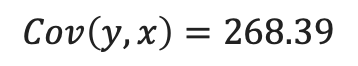 Cov(y, x) = 268.39